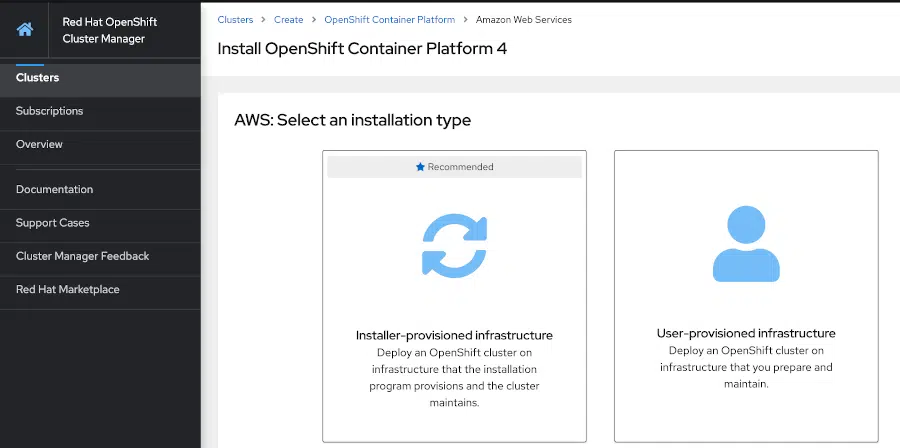 Red Hat OpenShift
Cluster Manager
Clusters
Subscriptions
Overview
Documentation
Support Cases
Cluster Manager Feedback
Red Hat Marketplace
Clusters > Create > OpenShift Container Platform > Amazon Web Services
Install OpenShift Container Platform 4
AWS: Select an installation type
Recommended
Installer-provisioned infrastructure
Deploy an OpenShift cluster on
infrastructure that the installation
program provisions and the cluster
maintains.
User-provisioned infrastructure
Deploy an OpenShift cluster on
infrastructure that you prepare and
maintain.